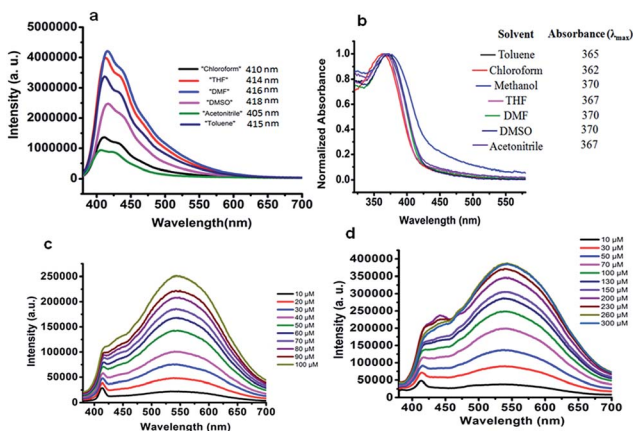 a
5000000
4000000
3000000
2000000
1000000
0
Intensity (a. u.)
400 450 500 550 600 650 700
Wavelength(nm)
"Chloroform" 410 nm
"THF" 414 nm
"DMF" 416 nm
"DMSO" 418 nm
"Acetonitrile" 405 nm
"Toluene" 415 nm
b
1.0
0.8
0.6
0.4
0.2
0.0
Normalized Absorbance
350 400 450 500 550
Wavelength (nm)
Solvent Absorbance (λmax)
Toluene 365
Chloroform 362
Methanol 370
THF 367
DMF 370
DMSO 370
Acetonitrile 367
c
250000
200000
150000
100000
50000
0
Intensity (a.u.)
400 450 500 550 600 650 700
Wavelength (nm)
10 µM
20 µM
30 µM
40 µM
50 µM
60 µM
70 µM
80 µM
90 µM
100 µM
d
400000
350000
300000
250000
200000
150000
100000
50000
0
Intensity (a.u.)
400 450 500 550 600 650 700
Wavelength (nm)
10 µM
30 µM
50 µM
70 µM
100 µM
130 µM
150 µM
200 µM
230 µM
260 µM
300 µM